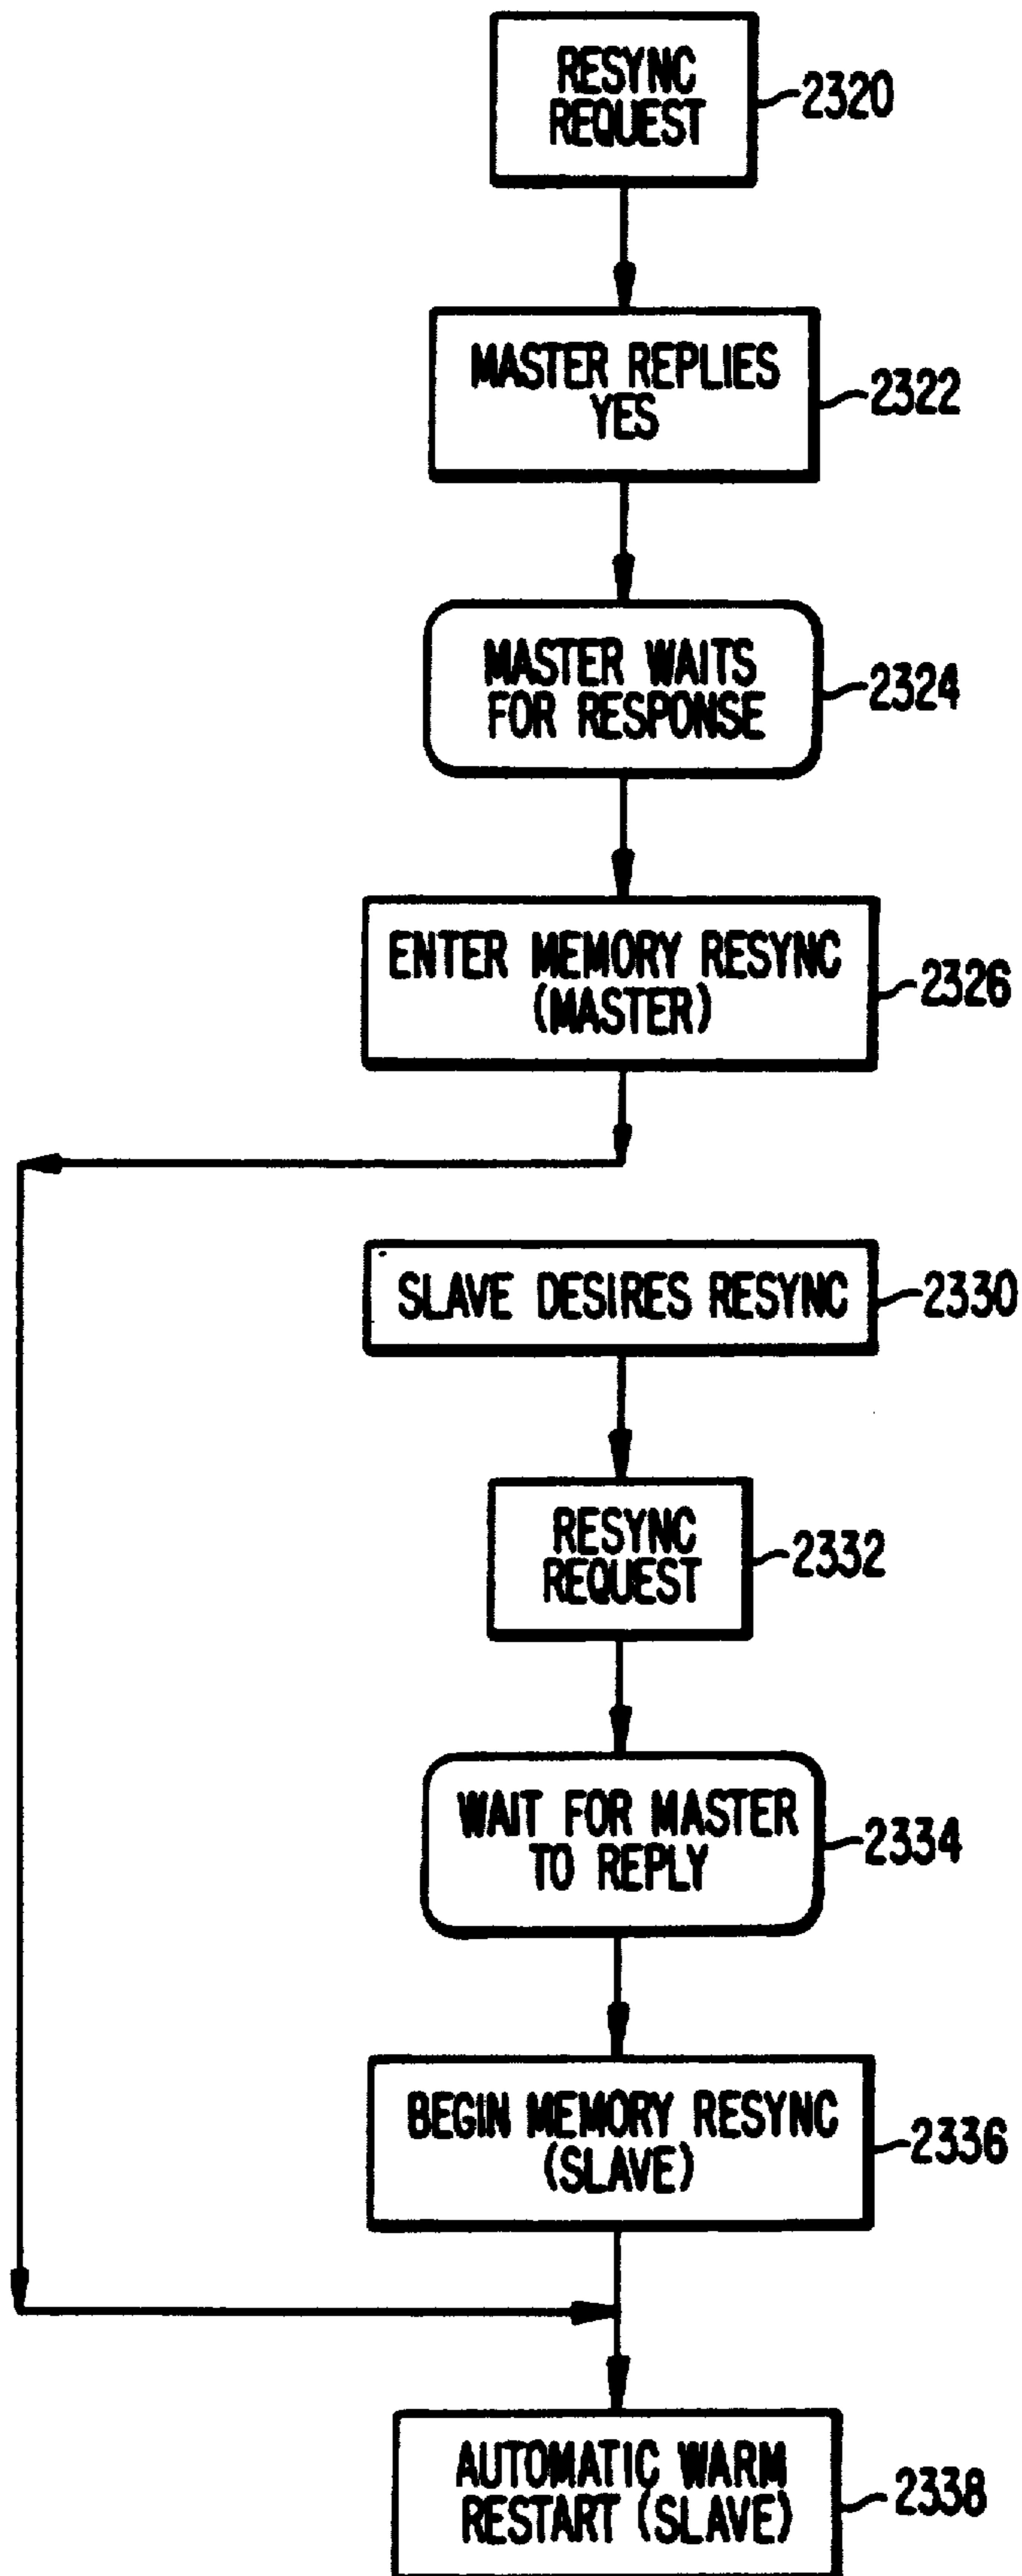 RESYNC
REQUEST
2320
MASTER REPLIES
YES
2322
MASTER WAITS
FOR RESPONSE
2324
ENTER MEMORY RESYNC
(MASTER)
2326
SLAVE DESIRES RESYNC
2330
RESYNC
REQUEST
2332
WAIT FOR MASTER
TO REPLY
2334
BEGIN MEMORY RESYNC
(SLAVE)
2336
AUTOMATIC WARM
RESTART (SLAVE)
2338